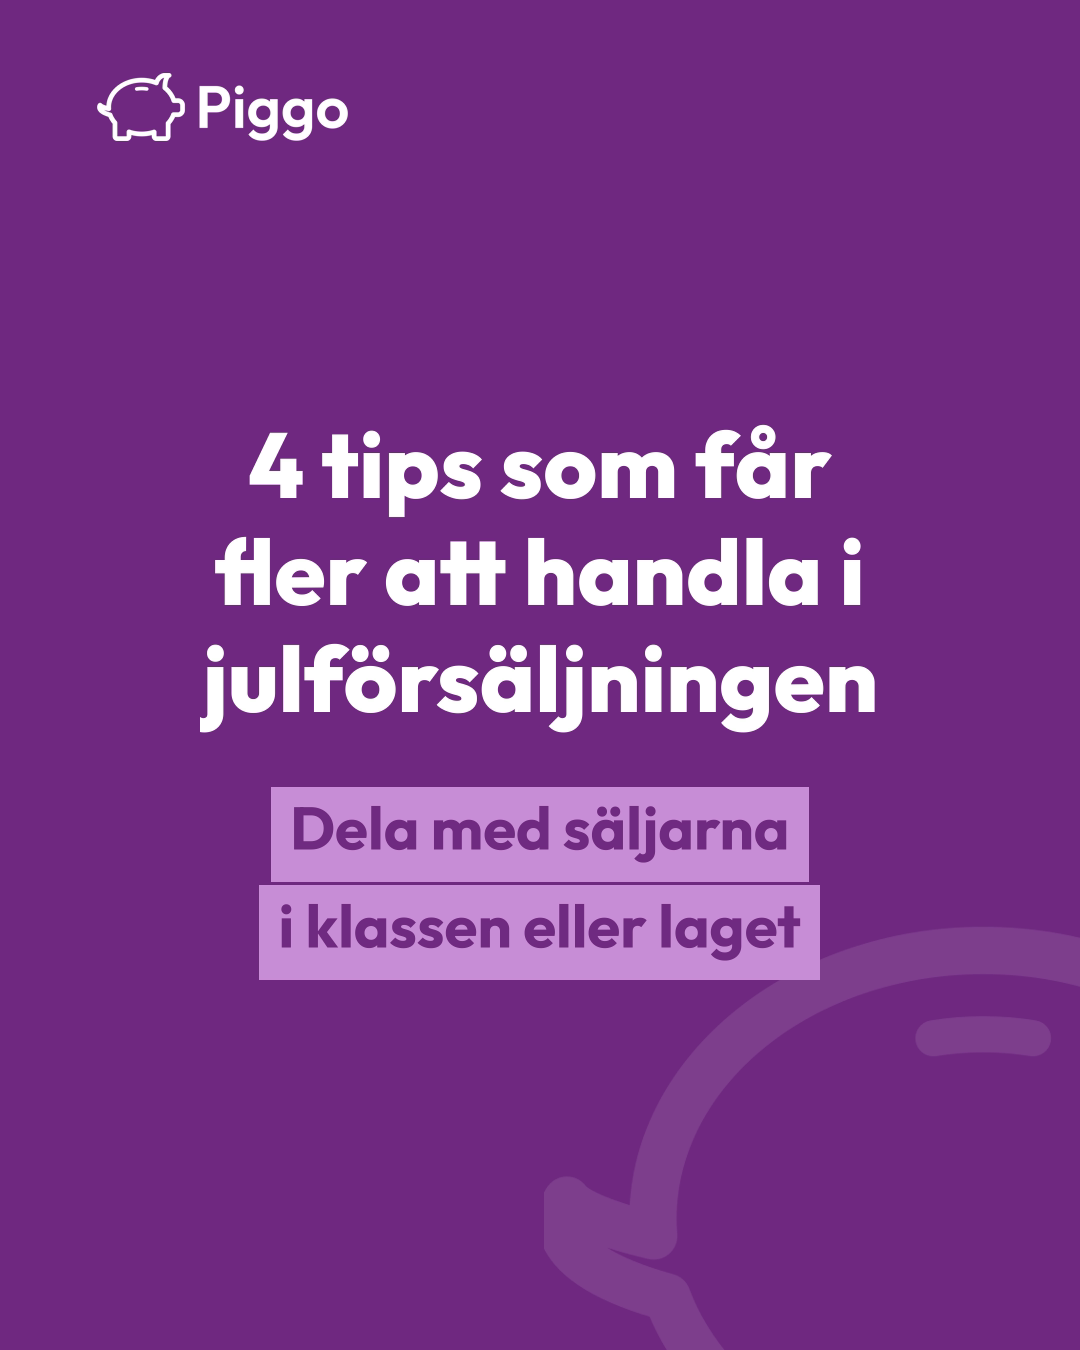 Piggo
4 tips som får
fler att handla i
julförsäljningen
Dela med säljarna
i klassen eller laget